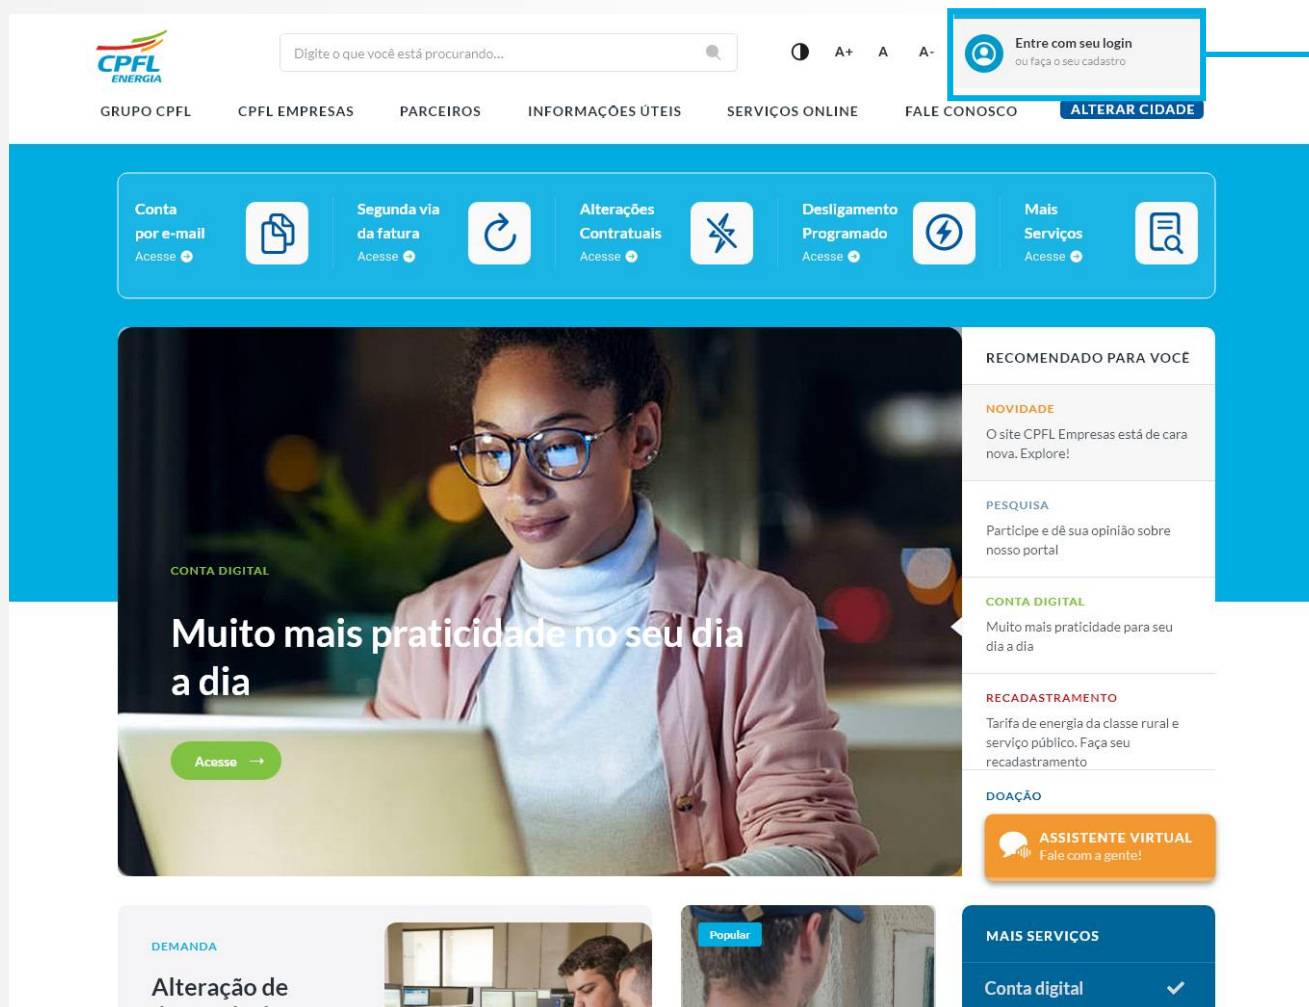 CPFL
ENERGIA
Digite o que você está procurando...
A+ A A-
Entre com seu login
ou faça o seu cadastro
GRUPO CPFL CPFL EMPRESAS PARCEIROS INFORMAÇÕES ÚTEIS SERVIÇOS ONLINE FALE CONOSCO ALTERAR CIDADE
Conta
por e-mail
Acesse
Segunda via
da fatura
Acesse
Alterações
Contratuais
Acesse
Desligamento
Programado
Acesse
Mais
Serviços
Acesse
CONTA DIGITAL
Muito mais praticidade no seu dia
a dia
Acesse →
RECOMENDADO PARA VOCÊ
NOVIDADE
O site CPFL Empresas está de cara
nova. Explore!
PESQUISA
Participe e dê sua opinião sobre
nosso portal
CONTA DIGITAL
Muito mais praticidade para seu
dia a dia
RECADASTRAMENTO
Tarifa de energia da classe rural e
serviço público. Faça seu
recadastramento
DOAÇÃO
ASSISTENTE VIRTUAL
Fale com a gente!
DEMANDA
Alteração de
Popular
MAIS SERVIÇOS
Conta digital